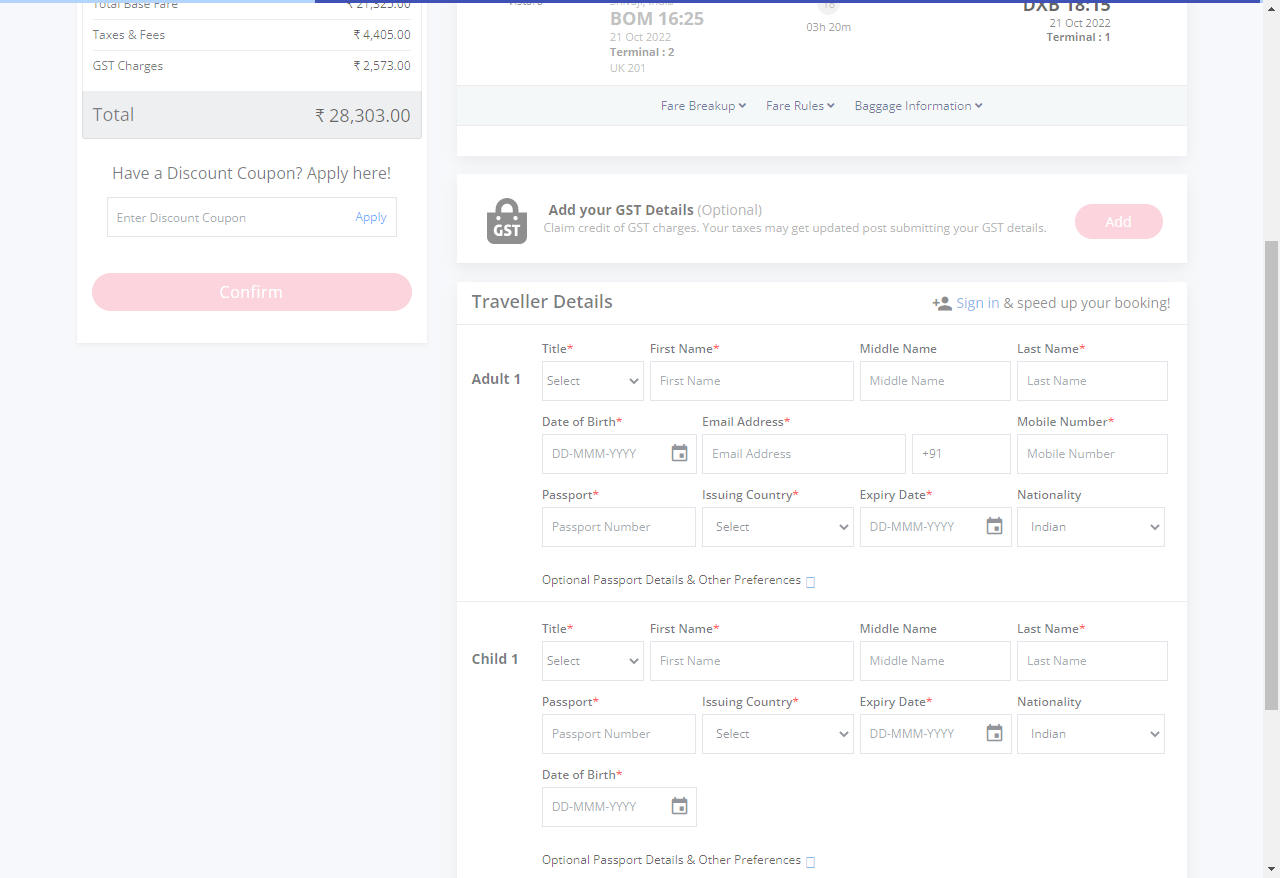 Total Base Fare ₹ 21,325.00
Taxes & Fees ₹ 4,405.00
GST Charges ₹ 2,573.00
Total ₹ 28,303.00
Have a Discount Coupon? Apply here!
Enter Discount Coupon Apply
Confirm
BOM 16:25
21 Oct 2022
Terminal : 2
UK 201
03h 20m
DXB 18:15
21 Oct 2022
Terminal : 1
Fare Breakup Fare Rules Baggage Information
GST
Add your GST Details (Optional)
Claim credit of GST charges. Your taxes may get updated post submitting your GST details.
Add
Traveller Details
Sign in & speed up your booking!
Adult 1
Title* First Name* Middle Name Last Name*
Select First Name Middle Name Last Name
Date of Birth* Email Address* Mobile Number*
DD-MMM-YYYY Email Address +91 Mobile Number
Passport* Issuing Country* Expiry Date* Nationality
Passport Number Select DD-MMM-YYYY Indian
Optional Passport Details & Other Preferences
Child 1
Title* First Name* Middle Name Last Name*
Select First Name Middle Name Last Name
Passport* Issuing Country* Expiry Date* Nationality
Passport Number Select DD-MMM-YYYY Indian
Date of Birth*
DD-MMM-YYYY
Optional Passport Details & Other Preferences